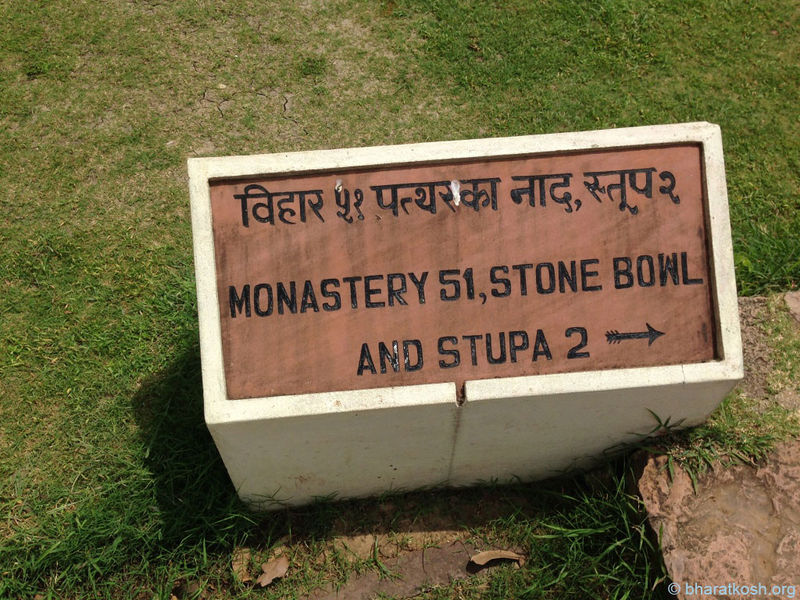 विहार ५१ पत्थर का नाद, स्तूप २
MONASTERY 51, STONE BOWL
AND STUPA 2
© bharatkosh.org